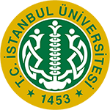 T.C. İSTANBUL ÜNİVERSİTESİ
1453